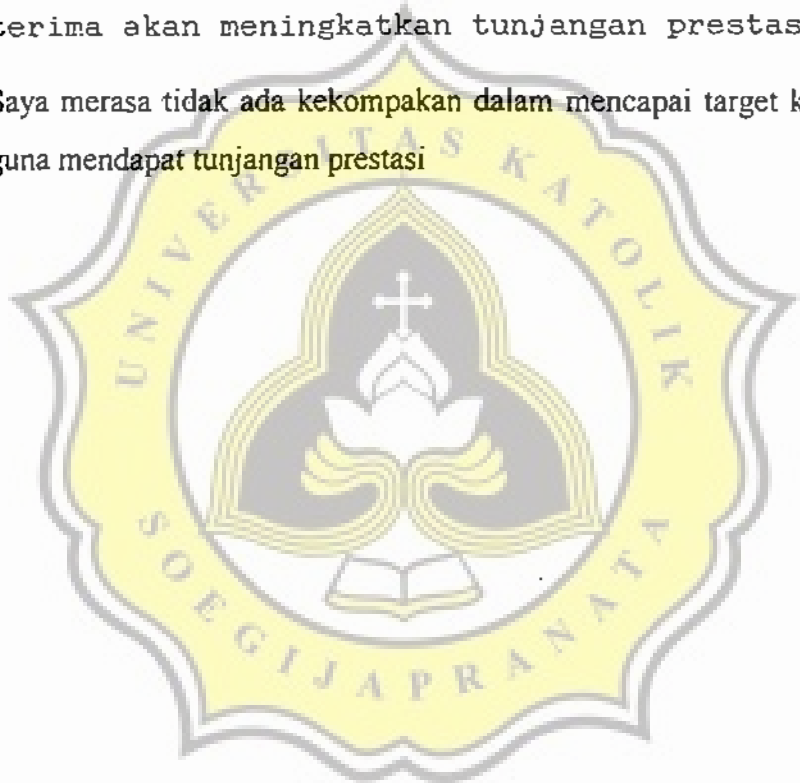 terima akan meningkatkan tunjangan prestas
Saya merasa tidak ada kekompakan dalam mencapai target k
guna mendapat tunjangan prestasi
UNIVERSITAS KATOLIK
SOEGIJAPRANATA